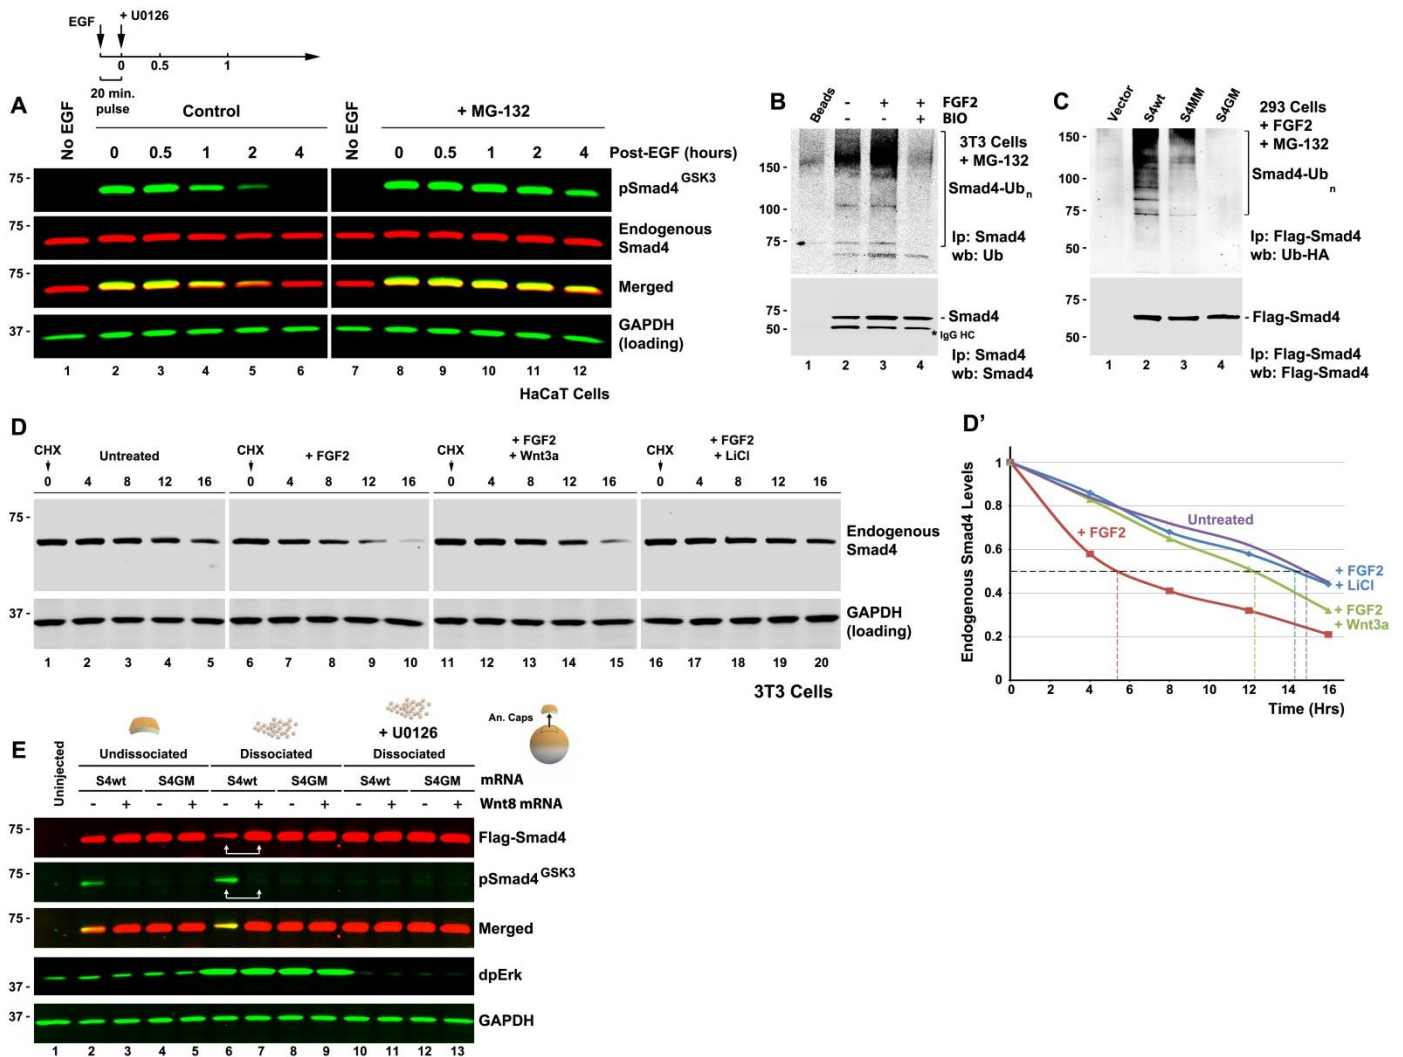 EGF
+ U0126
0 0.5 1
20 min.
pulse
A
No EGF
Control
No EGF
+ MG-132
0 0.5 1 2 4 0 0.5 1 2 4 Post-EGF (hours)
75 - pSmad4 GSK3
75 - Endogenous
Smad4
75 - Merged
37 - GAPDH
(loading)
1 2 3 4 5 6 7 8 9 10 11 12
HaCaT Cells
B
Beads - + + FGF2
- - + BIO
3T3 Cells
+ MG-132
150 -
Smad4-Ub n
100 -
75 -
Ip: Smad4
wb: Ub
75 - - Smad4
50 - * IgG HC
Ip: Smad4
wb: Smad4
1 2 3 4
C
Vector S4wt S4MM S4GM
293 Cells
+ FGF2
+ MG-132
150 -
Smad4-Ub n
100 -
75 -
50 -
Ip: Flag-Smad4
wb: Ub-HA
75 -
- Flag-Smad4
50 -
Ip: Flag-Smad4
wb: Flag-Smad4
1 2 3 4
D
CHX Untreated CHX + FGF2 CHX + FGF2
+ Wnt3a CHX + FGF2
+ LiCl
0 4 8 12 16 0 4 8 12 16 0 4 8 12 16 0 4 8 12 16
75 -
Endogenous
Smad4
37 - GAPDH
(loading)
1 2 3 4 5 6 7 8 9 10 11 12 13 14 15 16 17 18 19 20
3T3 Cells
D’
Endogenous Smad4 Levels
1
0.8
0.6
0.4
0.2
0
Untreated
+ FGF2
+ FGF2
+ LiCl
+ FGF2
+ Wnt3a
0 2 4 6 8 10 12 14 16
Time (Hrs)
E
An. Caps
+ U0126
Uninjected
Undissociated Dissociated Dissociated
S4wt S4GM S4wt S4GM S4wt S4GM mRNA
- + - + - + - + - + - + Wnt8 mRNA
75 - Flag-Smad4
75 - pSmad4 GSK3
75 - Merged
37 - dpErk
37 - GAPDH
1 2 3 4 5 6 7 8 9 10 11 12 13